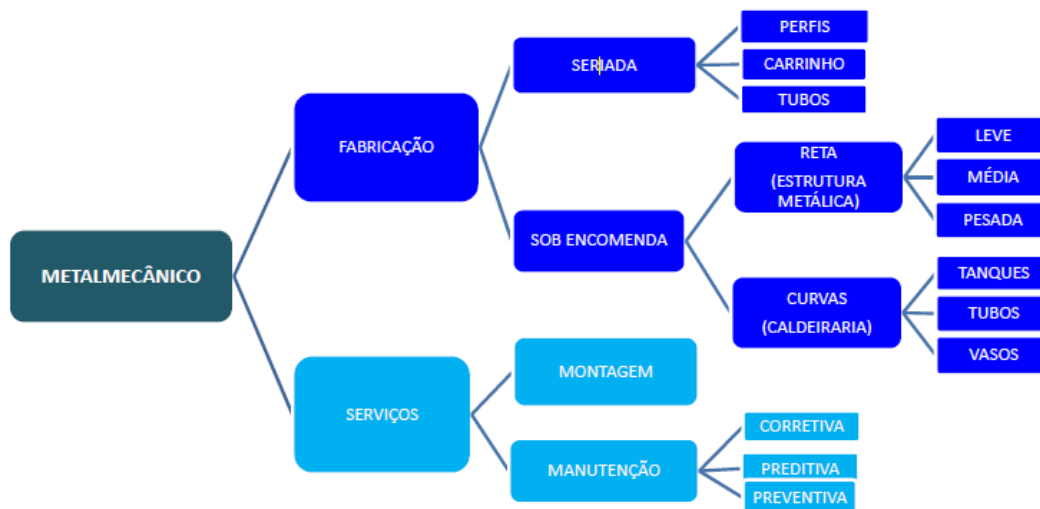 METALMECÂNICO
FABRICAÇÃO
SERIADA
PERFIS
CARRINHO
TUBOS
SOB ENCOMENDA
RETA
(ESTRUTURA
METÁLICA)
LEVE
MÉDIA
PESADA
CURVAS
(CALDEIRARIA)
TANQUES
TUBOS
VASOS
SERVIÇOS
MONTAGEM
MANUTENÇÃO
CORRETIVA
PREDITIVA
PREVENTIVA